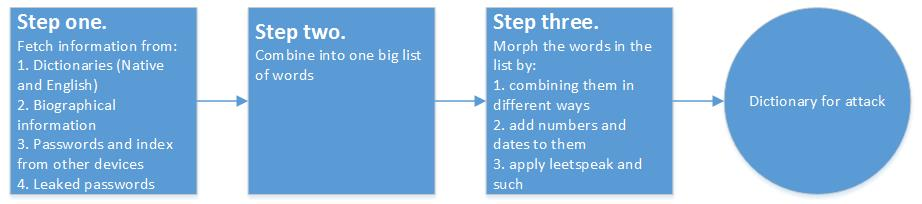 Step one.
Fetch information from:
1. Dictionaries (Native
and English)
2. Biographical
information
3. Passwords and index
from other devices
4. Leaked passwords
Step two.
Combine into one big list
of words
Step three.
Morph the words in the
list by:
1. combining them in
different ways
2. add numbers and
dates to them
3. apply leetspeak and
such
Dictionary for attack